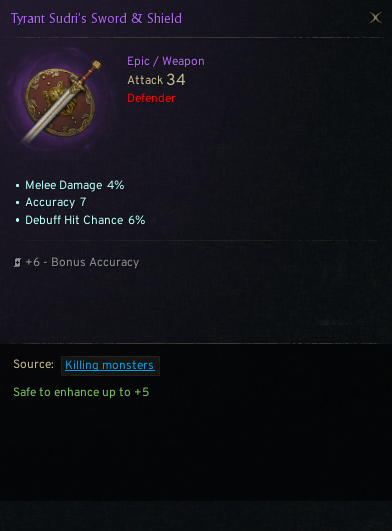 Tyrant Sudri's Sword & Shield
Epic / Weapon
Attack 34
Defender
• Melee Damage 4%
• Accuracy 7
• Debuff Hit Chance 6%
+6 - Bonus Accuracy
Source: Killing monsters
Safe to enhance up to +5